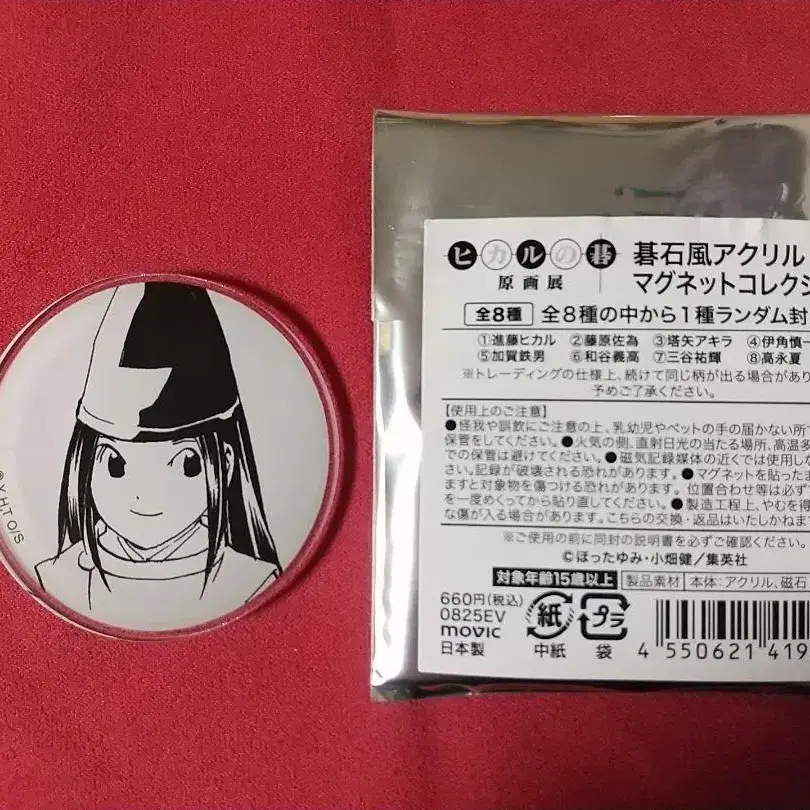 © Y.H,T.O/S
ヒカルの碁
原画展
碁石風アクリル
マグネットコレクシ
全8種 全8種の中から1種ランダム封
①進藤ヒカル ②藤原佐為 ③塔矢アキラ ④伊角慎一
⑤加賀鉄男 ⑥和谷義高 ⑦三谷祐輝 ⑧高永夏
※トレーディングの仕様上、続けて同じ柄が出る場合があり
予めご了承ください。
【使用上のご注意】
●怪我や誤飲にご注意の上、乳幼児やペットの手の届かない所で
保管をしてください。●火気の側、直射日光の当たる場所、高温多
での保管は避けてください。●磁気記録媒体の近くでは使用しな
い。記録が破壊される恐れがあります。●マグネットを貼ったま
ますと対象物を傷つける恐れがあります。位置合わせ等は必ず
を一度めくってから貼り直してください。●製造工程上、やむを得
な傷が入る場合があります。こちらの交換・返品はいたしかねま
※ご使用の前に同封の説明書を必ずご確認ください。
©ほったゆみ・小畑健／集英社
対象年齢15歳以上 製品素材 本体:アクリル、磁石
660円(税込)
0825EV
movic
日本製
紙
中紙
プラ
袋
4 550621 419